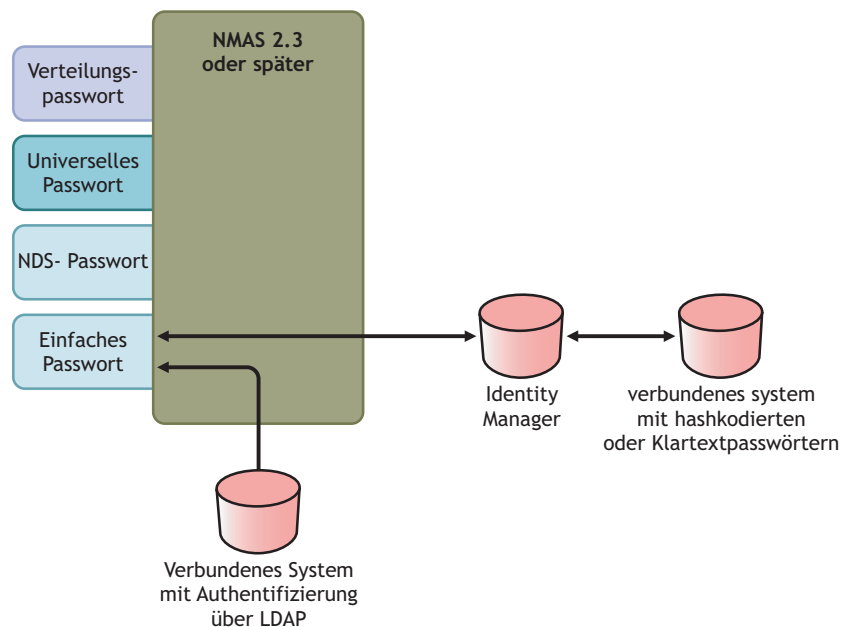 NMAS 2.3
oder später
Verteilungs-
passwort
Universelles
Passwort
NDS- Passwort
Einfaches
Passwort
Identity
Manager
verbundenes system
mit hashkodierten
oder Klartextpasswörtern
Verbundenes System
mit Authentifizierung
über LDAP